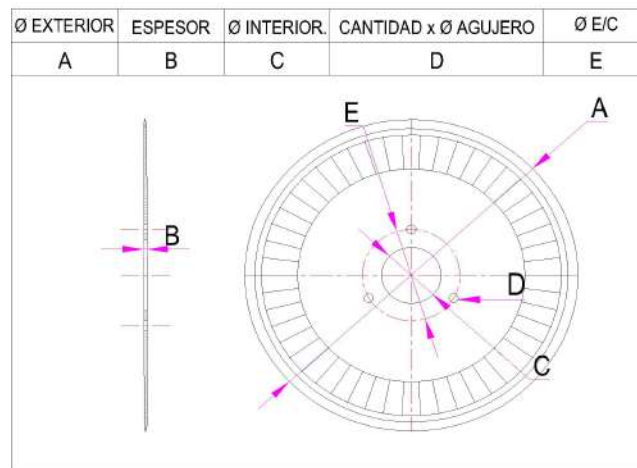 Ø EXTERIOR ESPESOR Ø INTERIOR. CANTIDAD x Ø AGUJERO Ø E/C
A B C D E
E A
B
D
C